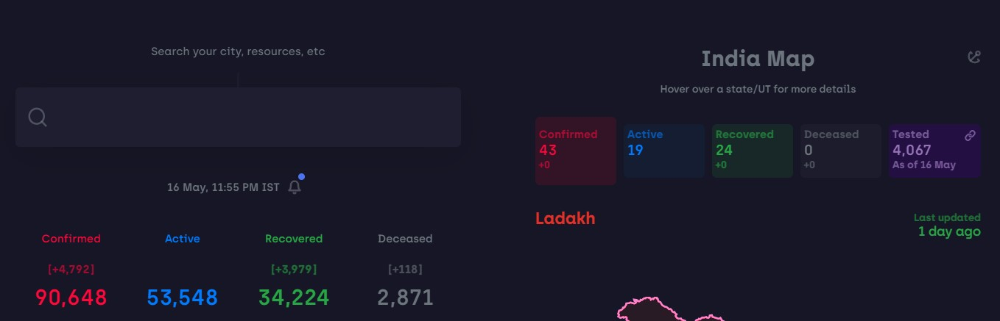 Search your city, resources, etc
16 May, 11:55 PM IST
Confirmed Active Recovered Deceased
[+4,792] [+3,979] [+118]
90,648 53,548 34,224 2,871
India Map
Hover over a state/UT for more details
Confirmed Active Recovered Deceased Tested
43 19 24 0 4,067
+0 +0 +0 As of 16 May
Ladakh
Last updated
1 day ago